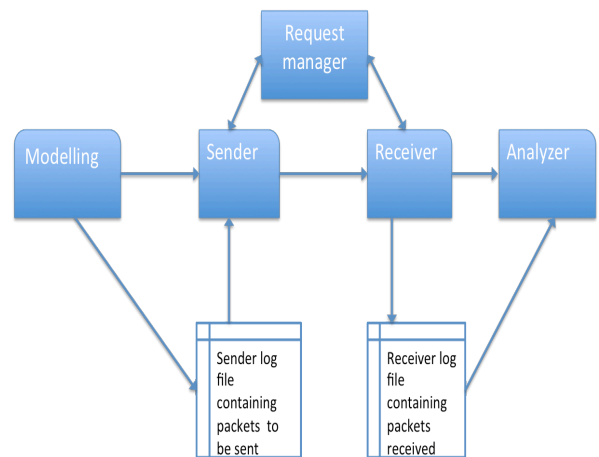 Request
manager
Modelling
Sender
Receiver
Analyzer
Sender log
file
containing
packets to
be sent
Receiver log
file
containing
packets
received